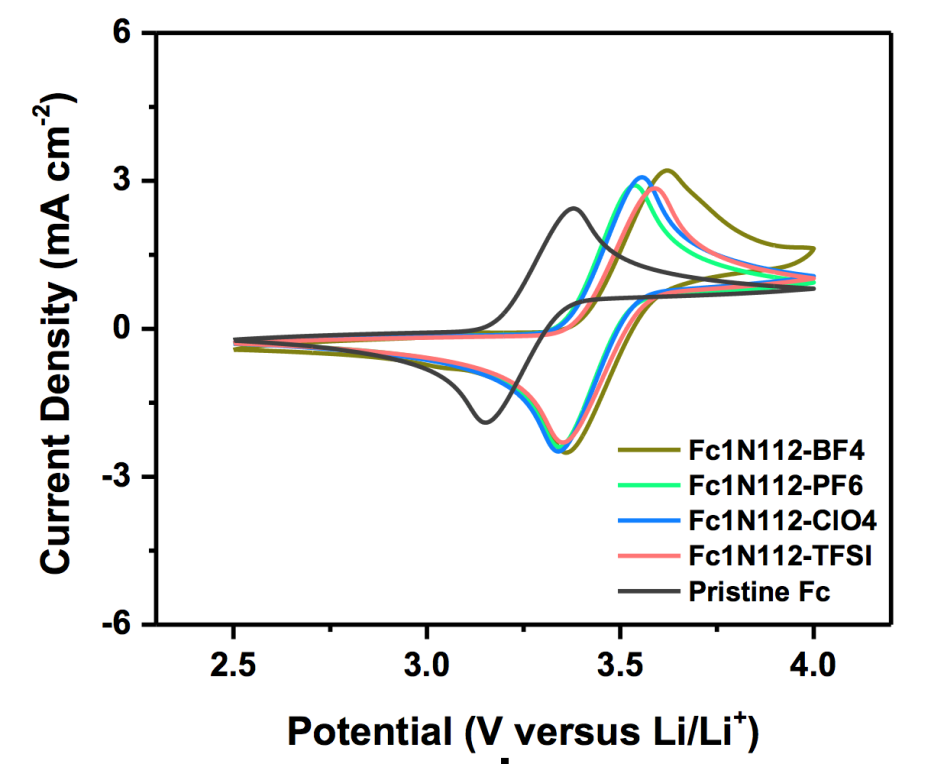 6
3
0
-3
-6
Current Density (mA cm-2)
Fc1N112-BF4
Fc1N112-PF6
Fc1N112-ClO4
Fc1N112-TFSI
Pristine Fc
2.5 3.0 3.5 4.0
Potential (V versus Li/Li+)